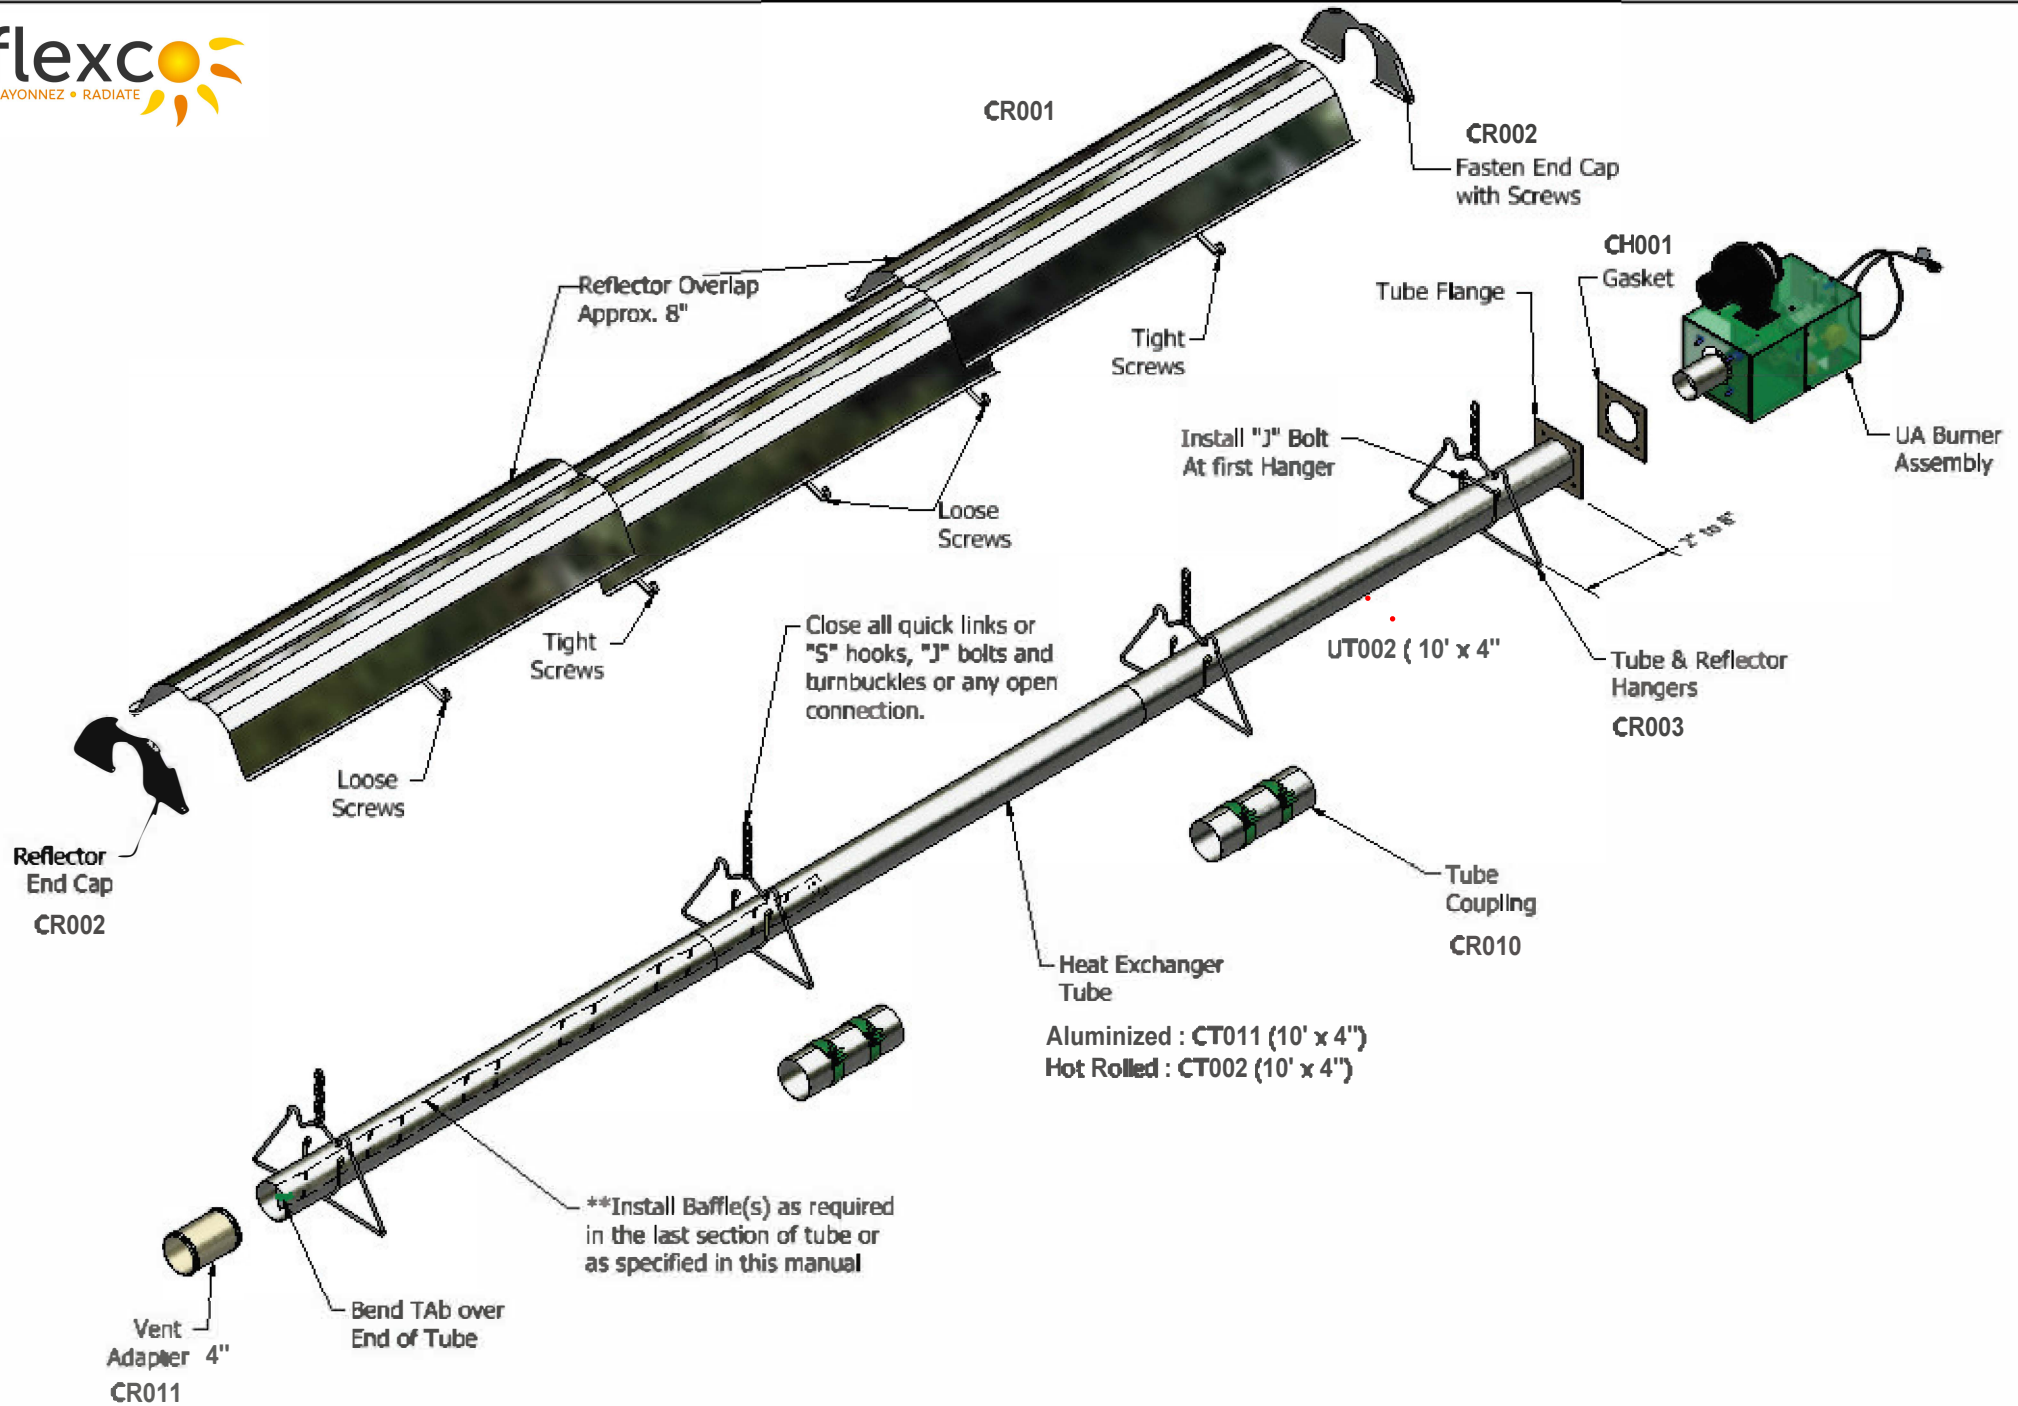 flexco
AYONNEZ • RADIATE
CR001
CR002
Fasten End Cap
with Screws
CH001
Gasket
Tube Flange
Reflector Overlap
Approx. 8"
Tight
Screws
UA Burner
Assembly
Install "J" Bolt
At first Hanger
Loose
Screws
2" to 8"
Close all quick links or
"S" hooks, "J" bolts and
turnbuckles or any open
connection.
Tight
Screws
UT002 ( 10' x 4"
Tube & Reflector
Hangers
CR003
Loose
Screws
Reflector
End Cap
CR002
Tube
Coupling
CR010
Heat Exchanger
Tube
Aluminized : CT011 (10' x 4")
Hot Rolled : CT002 (10' x 4")
**Install Baffle(s) as required
in the last section of tube or
as specified in this manual
Bend TAb over
End of Tube
Vent
Adapter 4"
CR011